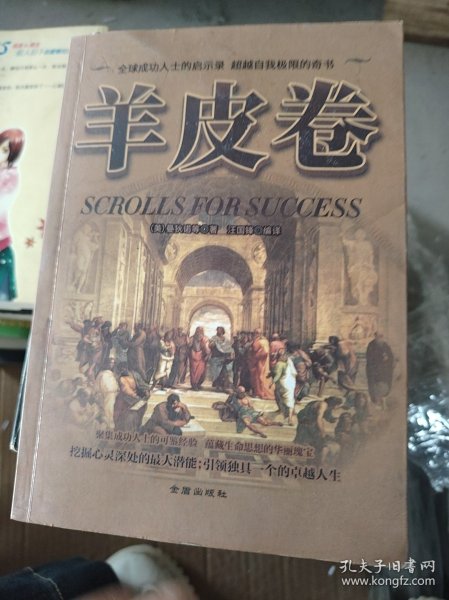 全球成功人士的启示录 超越自我极限的奇书
羊皮卷
SCROLLS FOR SUCCESS
(美)曼狄诺等◎著 汪国锋◎编译
聚集成功人士的可鉴经验 蕴藏生命思想的华丽瑰宝
挖掘心灵深处的最大潜能;引领独具一个的卓越人生
金盾出版社
孔夫子旧书网
www.kongfz.com